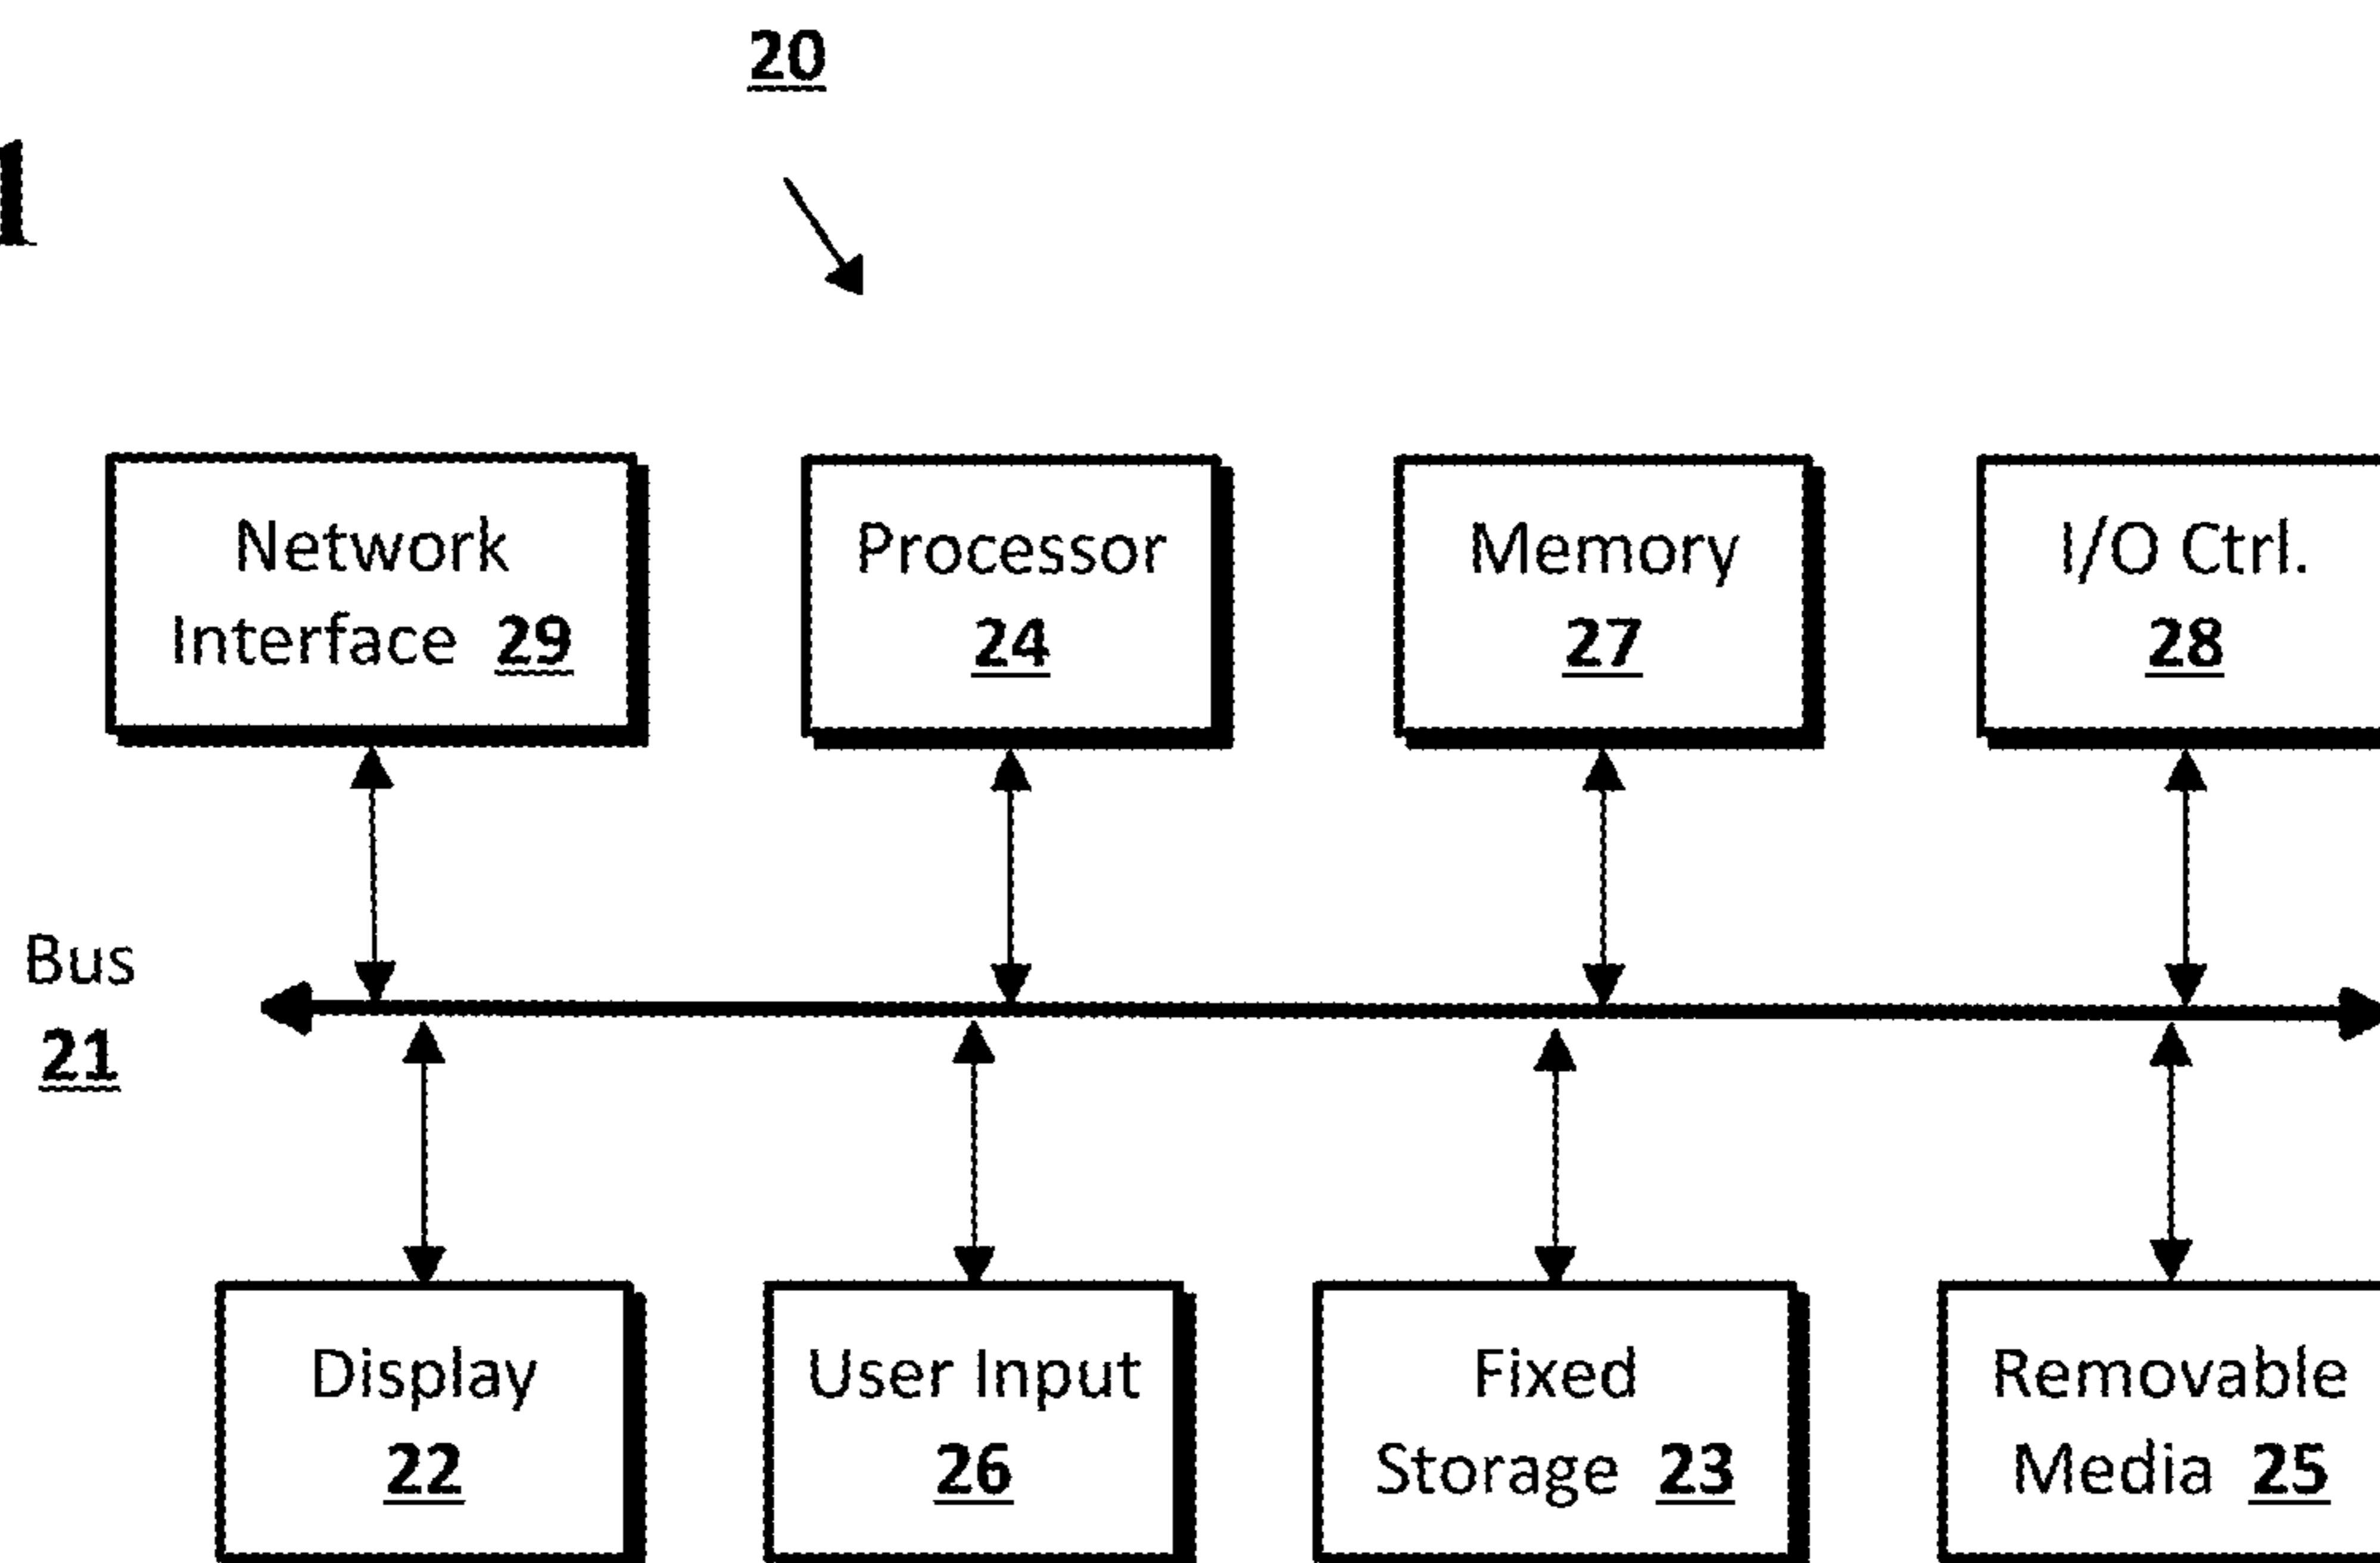 20
1
Network
Interface 29
Processor
24
Memory
27
I/O Ctrl.
28
Bus
21
Display
22
User Input
26
Fixed
Storage 23
Removable
Media 25